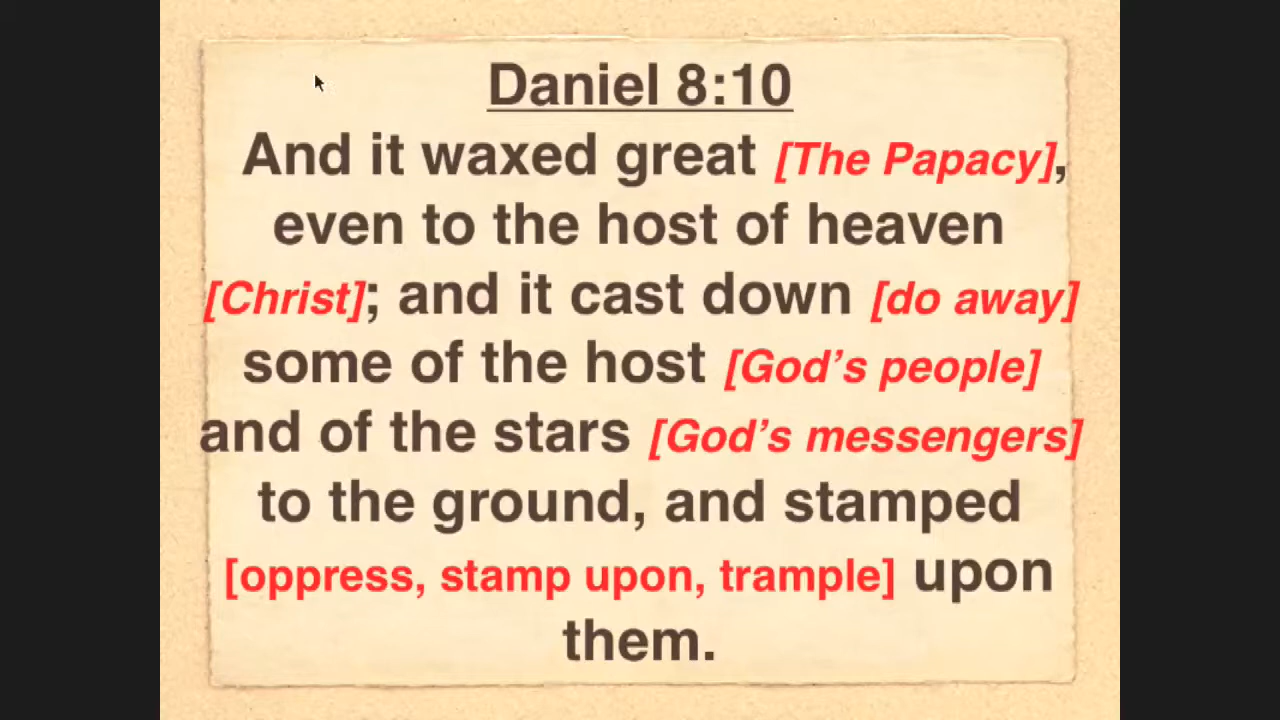 Daniel 8:10
And it waxed great [The Papacy],
even to the host of heaven
[Christ]; and it cast down [do away]
some of the host [God’s people]
and of the stars [God’s messengers]
to the ground, and stamped
[oppress, stamp upon, trample] upon
them.